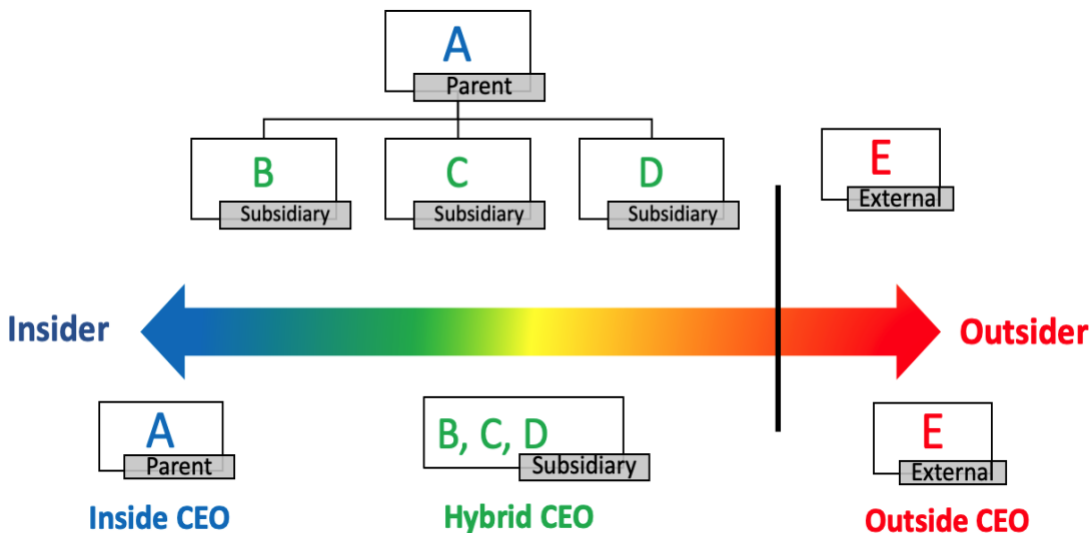 A
Parent
B
Subsidiary
C
Subsidiary
D
Subsidiary
E
External
Insider
Outsider
A
Parent
B, C, D
Subsidiary
E
External
Inside CEO
Hybrid CEO
Outside CEO